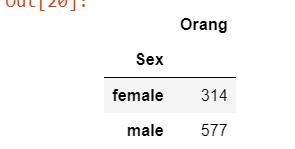 Out[20]:
Orang
Sex
female 314
male 577